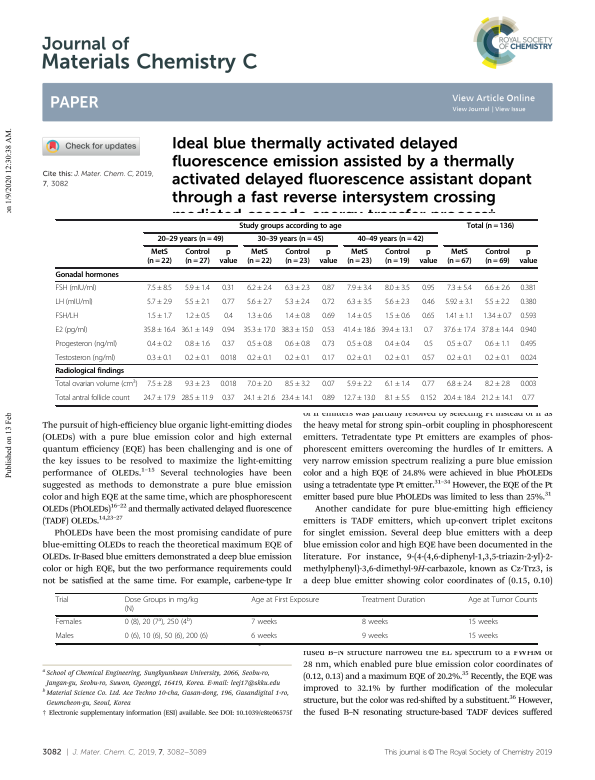 Journal of
Materials Chemistry C
ROYAL SOCIETY
OF CHEMISTRY
PAPER
View Article Online
View Journal | View Issue
Check for updates
Cite this: J. Mater. Chem. C, 2019,
7, 3082
Ideal blue thermally activated delayed
fluorescence emission assisted by a thermally
activated delayed fluorescence assistant dopant
through a fast reverse intersystem crossing
mediated cascade energy transfer process†
on 1/9/2020 12:30:38 AM.
Published on 13 Feb
Study groups according to age Total (n=136)
20–29 years (n=49) 30–39 years (n=45) 40–49 years (n=42)
MetS (n=22) Control (n=27) p value MetS (n=22) Control (n=23) p value MetS (n=23) Control (n=19) p value MetS (n=67) Control (n=69) p value
Gonadal hormones
FSH (mIU/ml) 7.5 ± 8.5 5.9 ± 1.4 0.31 6.2 ± 2.4 6.3 ± 2.3 0.87 7.9 ± 3.4 8.0 ± 3.5 0.95 7.3 ± 5.4 6.6 ± 2.6 0.381
LH (mIU/ml) 5.7 ± 2.9 5.5 ± 2.1 0.77 5.6 ± 2.7 5.3 ± 2.4 0.72 6.3 ± 3.5 5.6 ± 2.3 0.46 5.92 ± 3.1 5.5 ± 2.2 0.380
FSH/LH 1.5 ± 1.7 1.2 ± 0.5 0.4 1.3 ± 0.6 1.4 ± 0.8 0.69 1.4 ± 0.5 1.5 ± 0.6 0.65 1.41 ± 1.1 1.34 ± 0.7 0.593
E2 (pg/ml) 35.8 ± 16.4 36.1 ± 14.9 0.94 35.3 ± 17.0 38.3 ± 15.0 0.53 41.4 ± 18.6 39.4 ± 13.1 0.7 37.6 ± 17.4 37.8 ± 14.4 0.940
Progesteron (ng/ml) 0.4 ± 0.2 0.8 ± 1.6 0.37 0.5 ± 0.8 0.6 ± 0.8 0.73 0.5 ± 0.8 0.4 ± 0.4 0.5 0.5 ± 0.7 0.6 ± 1.1 0.495
Testosteron (ng/ml) 0.3 ± 0.1 0.2 ± 0.1 0.018 0.2 ± 0.1 0.2 ± 0.1 0.17 0.2 ± 0.1 0.2 ± 0.1 0.57 0.2 ± 0.1 0.2 ± 0.1 0.024
Radiological findings
Total ovarian volume (cm³) 7.5 ± 2.8 9.3 ± 2.3 0.018 7.0 ± 2.0 8.5 ± 3.2 0.07 5.9 ± 2.2 6.1 ± 1.4 0.77 6.8 ± 2.4 8.2 ± 2.8 0.003
Total antral follicle count 24.7 ± 17.9 28.5 ± 11.9 0.37 24.1 ± 21.6 23.4 ± 14.1 0.89 12.7 ± 13.0 8.1 ± 5.5 0.152 20.4 ± 18.4 21.2 ± 14.1 0.77
The pursuit of high-efficiency blue organic light-emitting diodes
(OLEDs) with a pure blue emission color and high external
quantum efficiency (EQE) has been challenging and is one of
the key issues to be resolved to maximize the light-emitting
performance of OLEDs.1–15 Several technologies have been
suggested as methods to demonstrate a pure blue emission
color and high EQE at the same time, which are phosphorescent
OLEDs (PhOLEDs)16–22 and thermally activated delayed fluorescence
(TADF) OLEDs.14,23–27
PhOLEDs have been the most promising candidate of pure
blue-emitting OLEDs to reach the theoretical maximum EQE of
OLEDs. Ir-Based blue emitters demonstrated a deep blue emission
color or high EQE, but the two performance requirements could
not be satisfied at the same time. For example, carbene-type Ir
of Ir emitters was partially resolved by selecting Pt instead of Ir as
the heavy metal for strong spin–orbit coupling in phosphorescent
emitters. Tetradentate type Pt emitters are examples of phos-
phorescent emitters overcoming the hurdles of Ir emitters. A
very narrow emission spectrum realizing a pure blue emission
color and a high EQE of 24.8% were achieved in blue PhOLEDs
using a tetradentate type Pt emitter.31–34 However, the EQE of the Pt
emitter based pure blue PhOLEDs was limited to less than 25%.31
Another candidate for pure blue-emitting high efficiency
emitters is TADF emitters, which up-convert triplet excitons
for singlet emission. Several deep blue emitters with a deep
blue emission color and high EQE have been documented in the
literature. For instance, 9-(4-(4,6-diphenyl-1,3,5-triazin-2-yl)-2-
methylphenyl)-3,6-dimethyl-9H-carbazole, known as Cz-Trz3, is
a deep blue emitter showing color coordinates of (0.15, 0.10)
Trial Dose Groups in mg/kg (N) Age at First Exposure Treatment Duration Age at Tumor Counts
Females 0 (8), 20 (7a), 250 (4b) 7 weeks 8 weeks 15 weeks
Males 0 (6), 10 (6), 50 (6), 200 (6) 6 weeks 9 weeks 15 weeks
fused B–N structure narrowed the EL spectrum to a FWHM of
28 nm, which enabled pure blue emission color coordinates of
(0.12, 0.13) and a maximum EQE of 20.2%.35 Recently, the EQE was
improved to 32.1% by further modification of the molecular
structure, but the color was red-shifted by a substituent.36 However,
the fused B–N resonating structure-based TADF devices suffered
a School of Chemical Engineering, Sungkyunkwan University, 2066, Seobu-ro,
Jangan-gu, Seobu-ro, Suwon, Gyeonggi, 16419, Korea. E-mail: leej17@skku.edu
b Material Science Co. Ltd. Ace Techno 10-cha, Gasan-dong, 196, Gasandigital 1-ro,
Geumcheon-gu, Seoul, Korea
† Electronic supplementary information (ESI) available. See DOI: 10.1039/c8tc06575f
3082 | J. Mater. Chem. C, 2019, 7, 3082–3089
This journal is © The Royal Society of Chemistry 2019